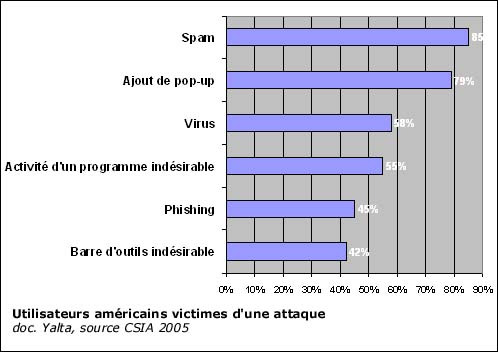 Spam 85
Ajout de pop-up 79%
Virus 58%
Activité d'un programme indésirable 55%
Phishing 45%
Barre d'outils indésirable 42%
0% 10% 20% 30% 40% 50% 60% 70% 80% 90%
Utilisateurs américains victimes d'une attaque
doc. Yalta, source CSIA 2005